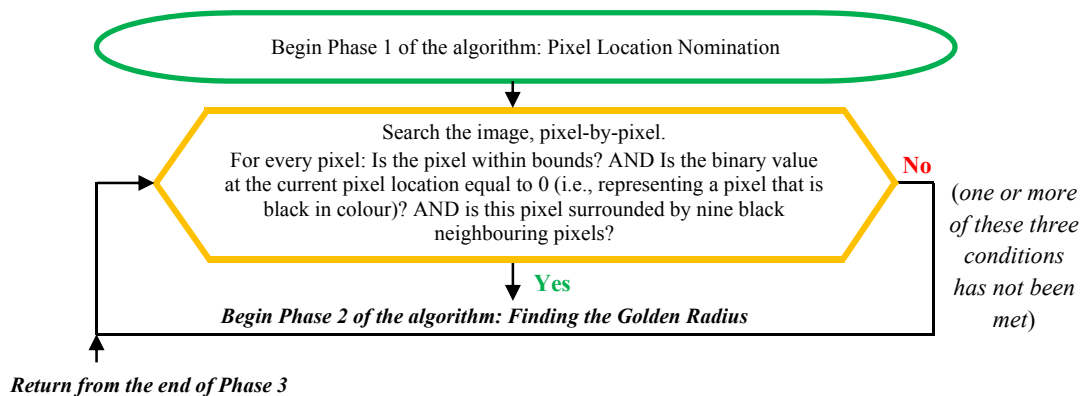 Begin Phase 1 of the algorithm: Pixel Location Nomination
Search the image, pixel-by-pixel.
For every pixel: Is the pixel within bounds? AND Is the binary value
at the current pixel location equal to 0 (i.e., representing a pixel that is
black in colour)? AND is this pixel surrounded by nine black
neighbouring pixels?
No
(one or more
of these three
conditions
has not been
met)
Yes
Begin Phase 2 of the algorithm: Finding the Golden Radius
Return from the end of Phase 3